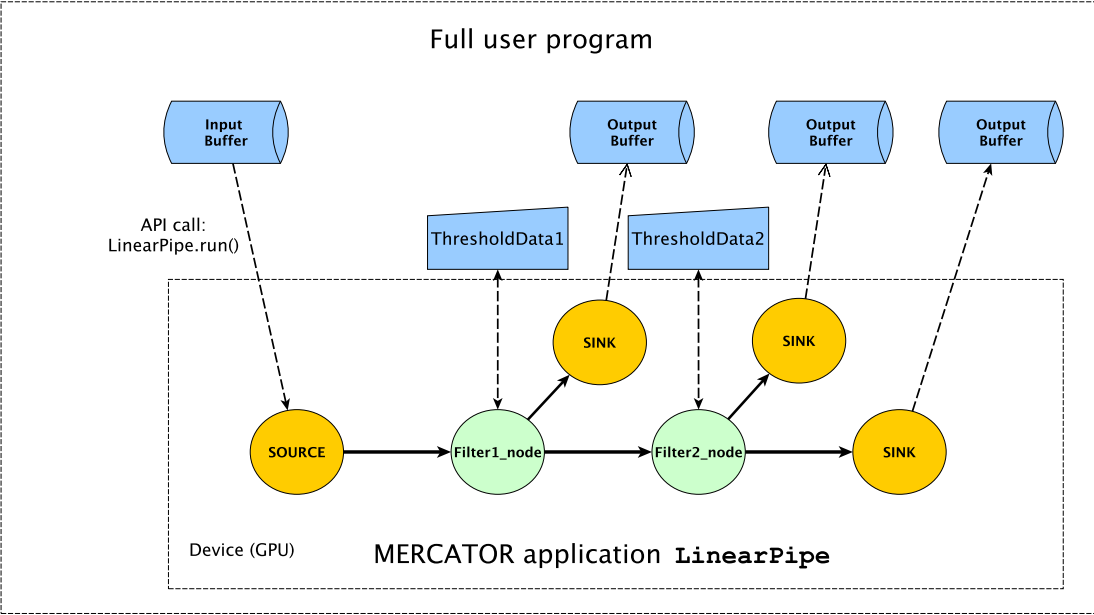 Full user program
Input
Buffer
Output
Buffer
Output
Buffer
Output
Buffer
API call:
LinearPipe.run()
ThresholdData1
ThresholdData2
SINK
SINK
SOURCE
Filter1_node
Filter2_node
SINK
Device (GPU)
MERCATOR application LinearPipe